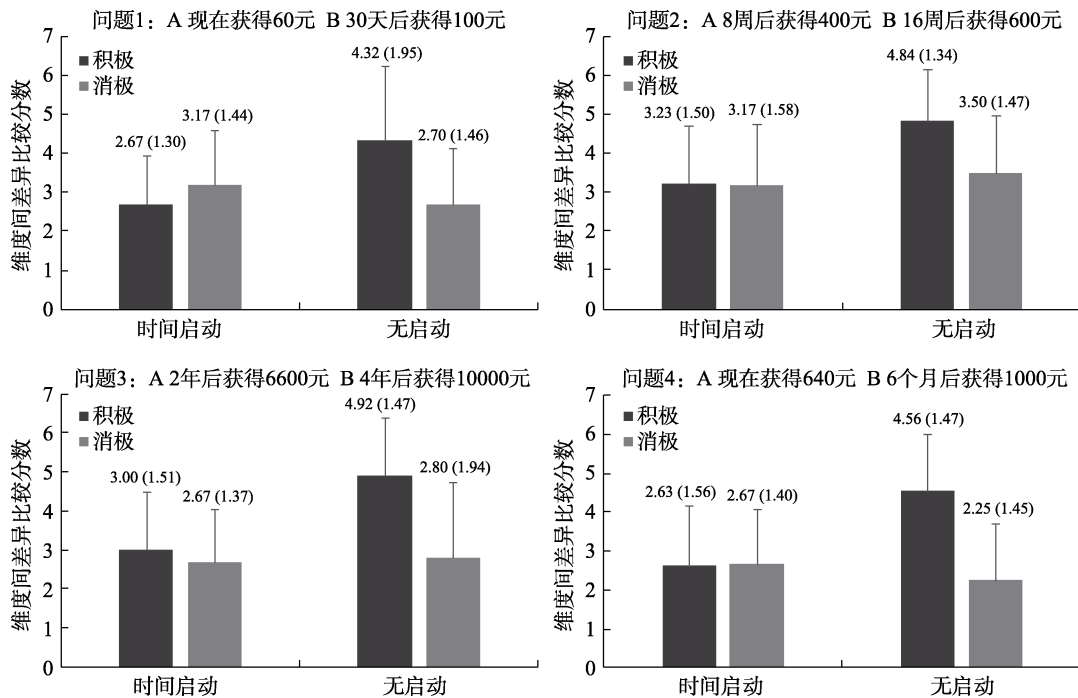 问题1：A 现在获得60元 B 30天后获得100元
维度间差异比较分数
7
6
5
4
3
2
1
0
积极
消极
2.67 (1.30)
3.17 (1.44)
4.32 (1.95)
2.70 (1.46)
时间启动
无启动
问题2：A 8周后获得400元 B 16周后获得600元
维度间差异比较分数
7
6
5
4
3
2
1
0
积极
消极
3.23 (1.50)
3.17 (1.58)
4.84 (1.34)
3.50 (1.47)
时间启动
无启动
问题3：A 2年后获得6600元 B 4年后获得10000元
维度间差异比较分数
7
6
5
4
3
2
1
0
积极
消极
3.00 (1.51)
2.67 (1.37)
4.92 (1.47)
2.80 (1.94)
时间启动
无启动
问题4：A 现在获得640元 B 6个月后获得1000元
维度间差异比较分数
7
6
5
4
3
2
1
0
积极
消极
2.63 (1.56)
2.67 (1.40)
4.56 (1.47)
2.25 (1.45)
时间启动
无启动